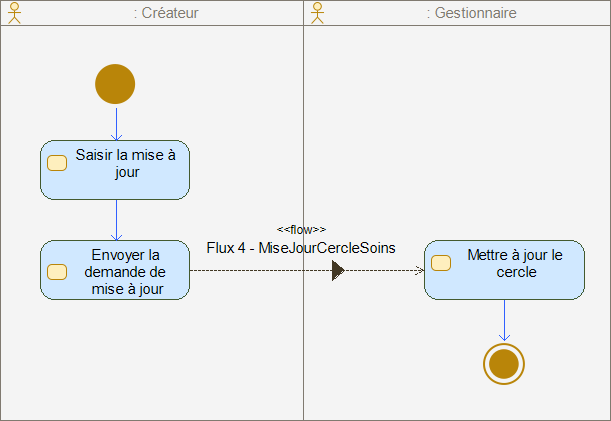 : Créateur
: Gestionnaire
Saisir la mise à
jour
Envoyer la
demande de
mise à jour
<<flow>>
Flux 4 - MiseJourCercleSoins
Mettre à jour le
cercle